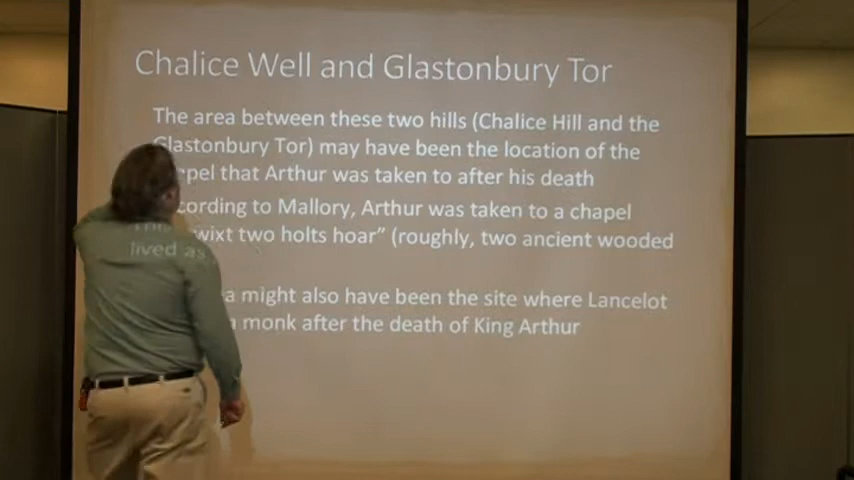 Chalice Well and Glastonbury Tor
The area between these two hills (Chalice Hill and the
Glastonbury Tor) may have been the location of the
pel that Arthur was taken to after his death
cording to Mallory, Arthur was taken to a chapel
wixt two holts hoar” (roughly, two ancient wooded
a might also have been the site where Lancelot
lived as a monk after the death of King Arthur